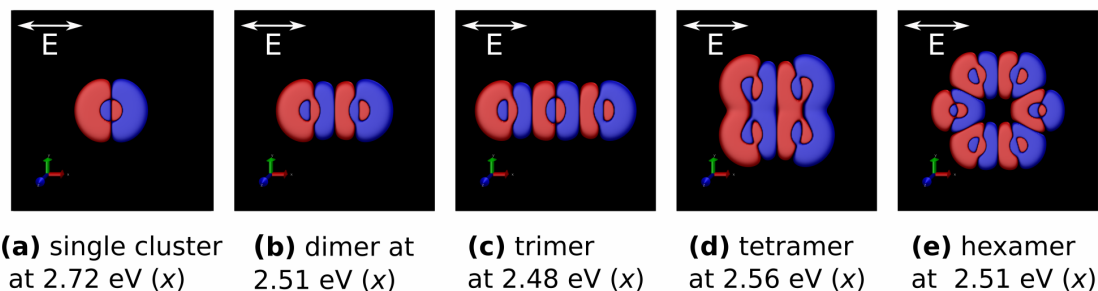 E
E
E
E
E
(a) single cluster
at 2.72 eV (x)
(b) dimer at
2.51 eV (x)
(c) trimer
at 2.48 eV (x)
(d) tetramer
at 2.56 eV (x)
(e) hexamer
at 2.51 eV (x)